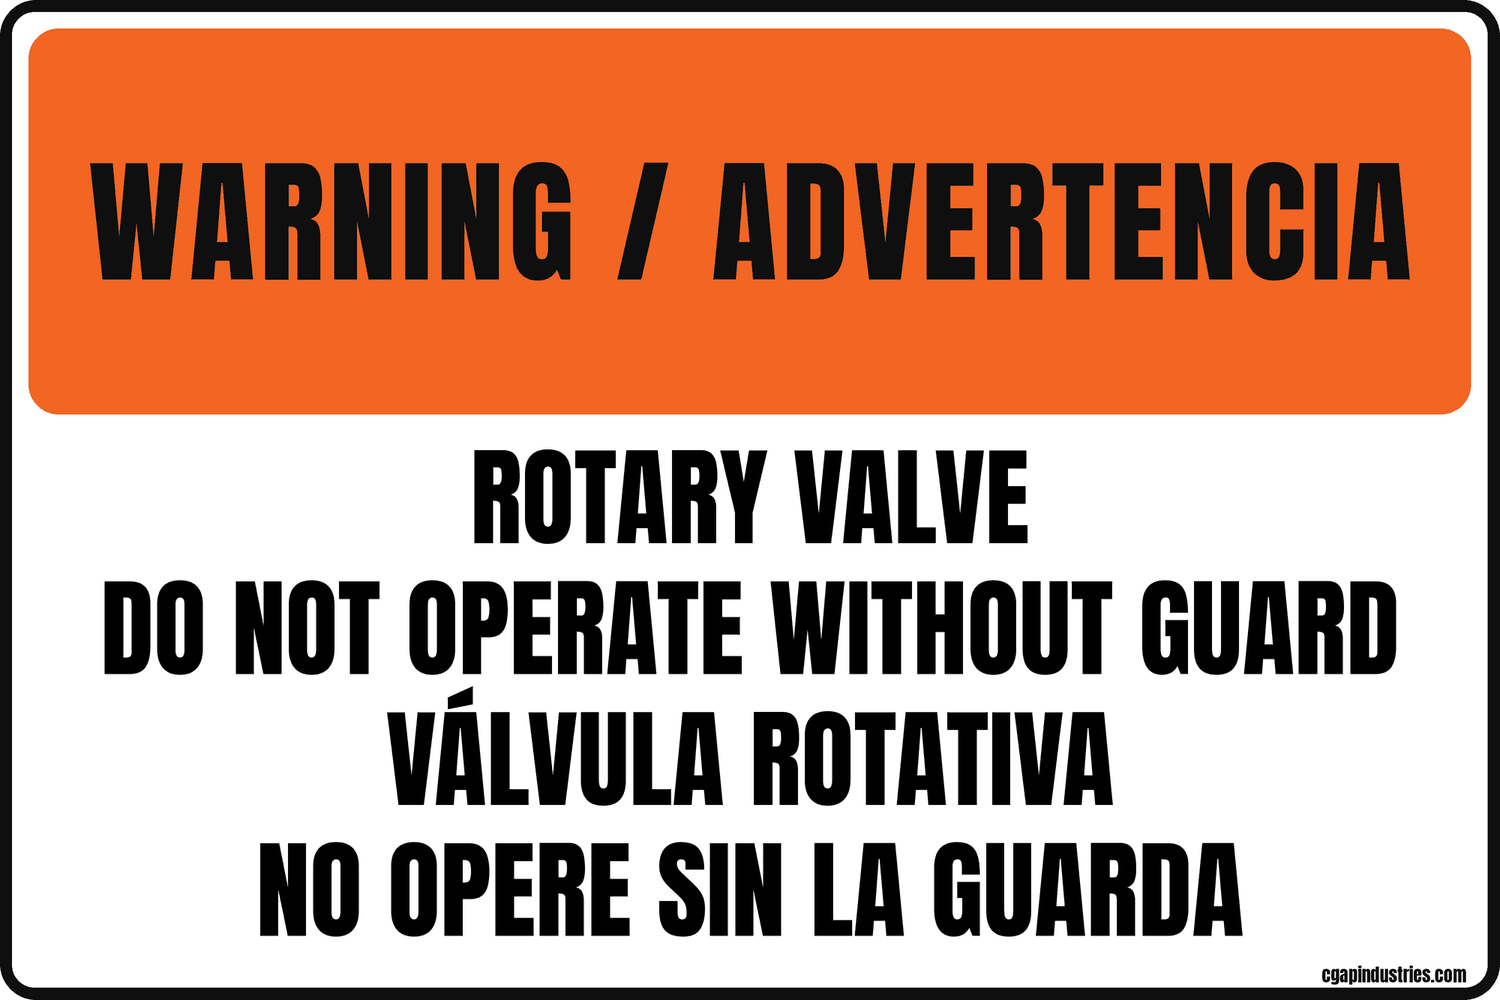 WARNING / ADVERTENCIA
ROTARY VALVE
DO NOT OPERATE WITHOUT GUARD
VÁLVULA ROTATIVA
NO OPERE SIN LA GUARDA
cgapindustries.com